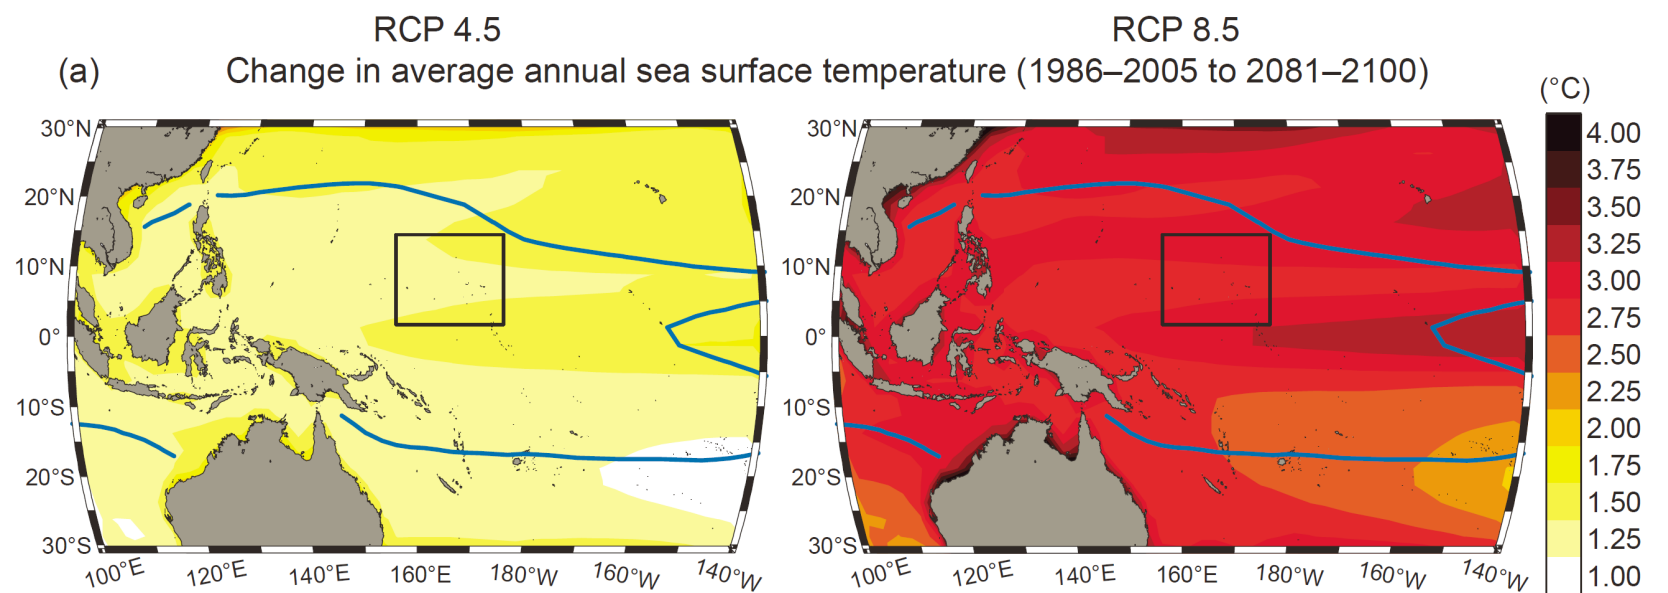 RCP 4.5 RCP 8.5
(a) Change in average annual sea surface temperature (1986–2005 to 2081–2100)
(°C)
30°N
20°N
10°N
0°
10°S
20°S
30°S
100°E 120°E 140°E 160°E 180°W 160°W 140°W
30°N
20°N
10°N
0°
10°S
20°S
30°S
100°E 120°E 140°E 160°E 180°W 160°W 140°W
4.00
3.75
3.50
3.25
3.00
2.75
2.50
2.25
2.00
1.75
1.50
1.25
1.00